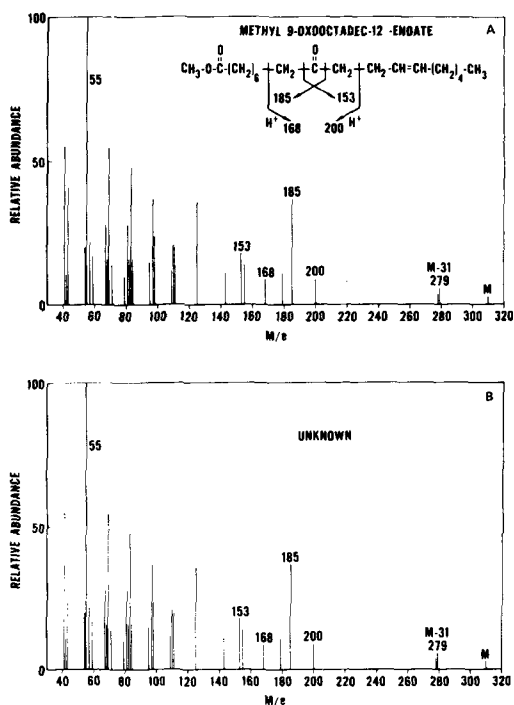 METHYL 9-OXOOCTADEC-12 -ENOATE
A
O O
CH₃-O-C-(CH₂)₆-CH₂-C-CH₂-CH₂-CH=CH-(CH₂)₄-CH₃
185 153
H⁺ 168 200 H⁺
100
55
50
0
RELATIVE ABUNDANCE
153
168
185
200
M-31
279
M
40 60 80 100 120 140 160 180 200 220 240 260 280 300 320
M/e
B
UNKNOWN
100
55
50
0
RELATIVE ABUNDANCE
153
168
185
200
M-31
279
M
40 60 80 100 120 140 160 180 200 220 240 260 280 300 320
M/e